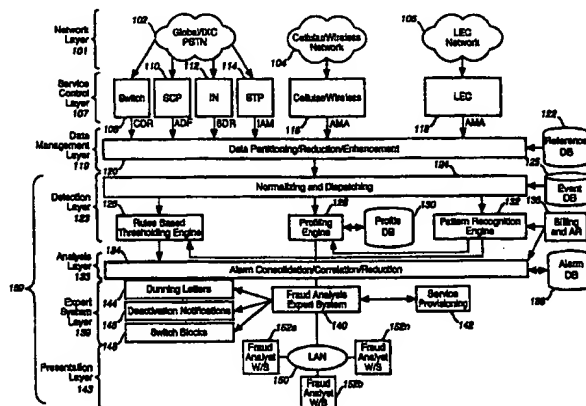 Network Layer 101
102
Global/IXC PSTN
Cellular/Wireless Network
104
106
LEC Network
Service Control Layer 107
110
112
114
Switch
SCP
IN
STP
Cellular/Wireless
LEC
108
CDR
ADF
BDR
IAM
116
AMA
118
AMA
122
Reference DB
Data Management Layer 119
120
Data Partitioning/Reduction/Enhancement
124
Normalizing and Dispatching
Event DB
Detection Layer 123
Rules Based Thresholding Engine
128
Profiling Engine
130
Profile DB
132
Pattern Recognition Engine
Billing and AR
Analysis Layer 133
134
Alarm Consolidation/Correlation/Reduction
Alarm DB
138
Expert System Layer 139
144
Dunning Letters
Deactivation Notifications
Switch Blocks
148
Fraud Analysis Expert System
140
Service Provisioning
142
Presentation Layer 143
152a
Fraud Analyst W/S
LAN
150
152n
Fraud Analyst W/S
Fraud Analyst W/S
152b